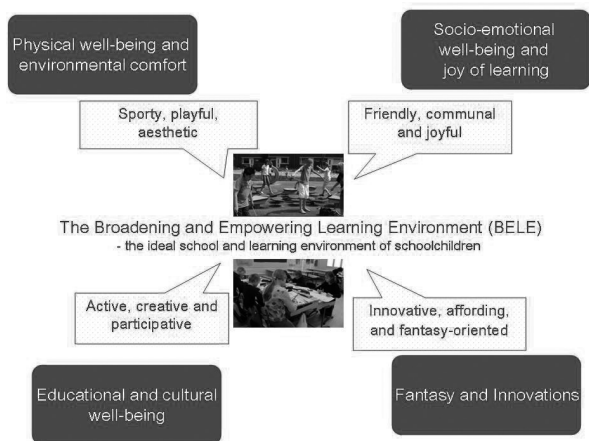 Physical well-being and
environmental comfort
Socio-emotional
well-being and
joy of learning
Sporty, playful,
aesthetic
Friendly, communal
and joyful
The Broadening and Empowering Learning Environment (BELE)
- the ideal school and learning environment of schoolchildren
Active, creative and
participative
Innovative, affording,
and fantasy-oriented
Educational and cultural
well-being
Fantasy and Innovations